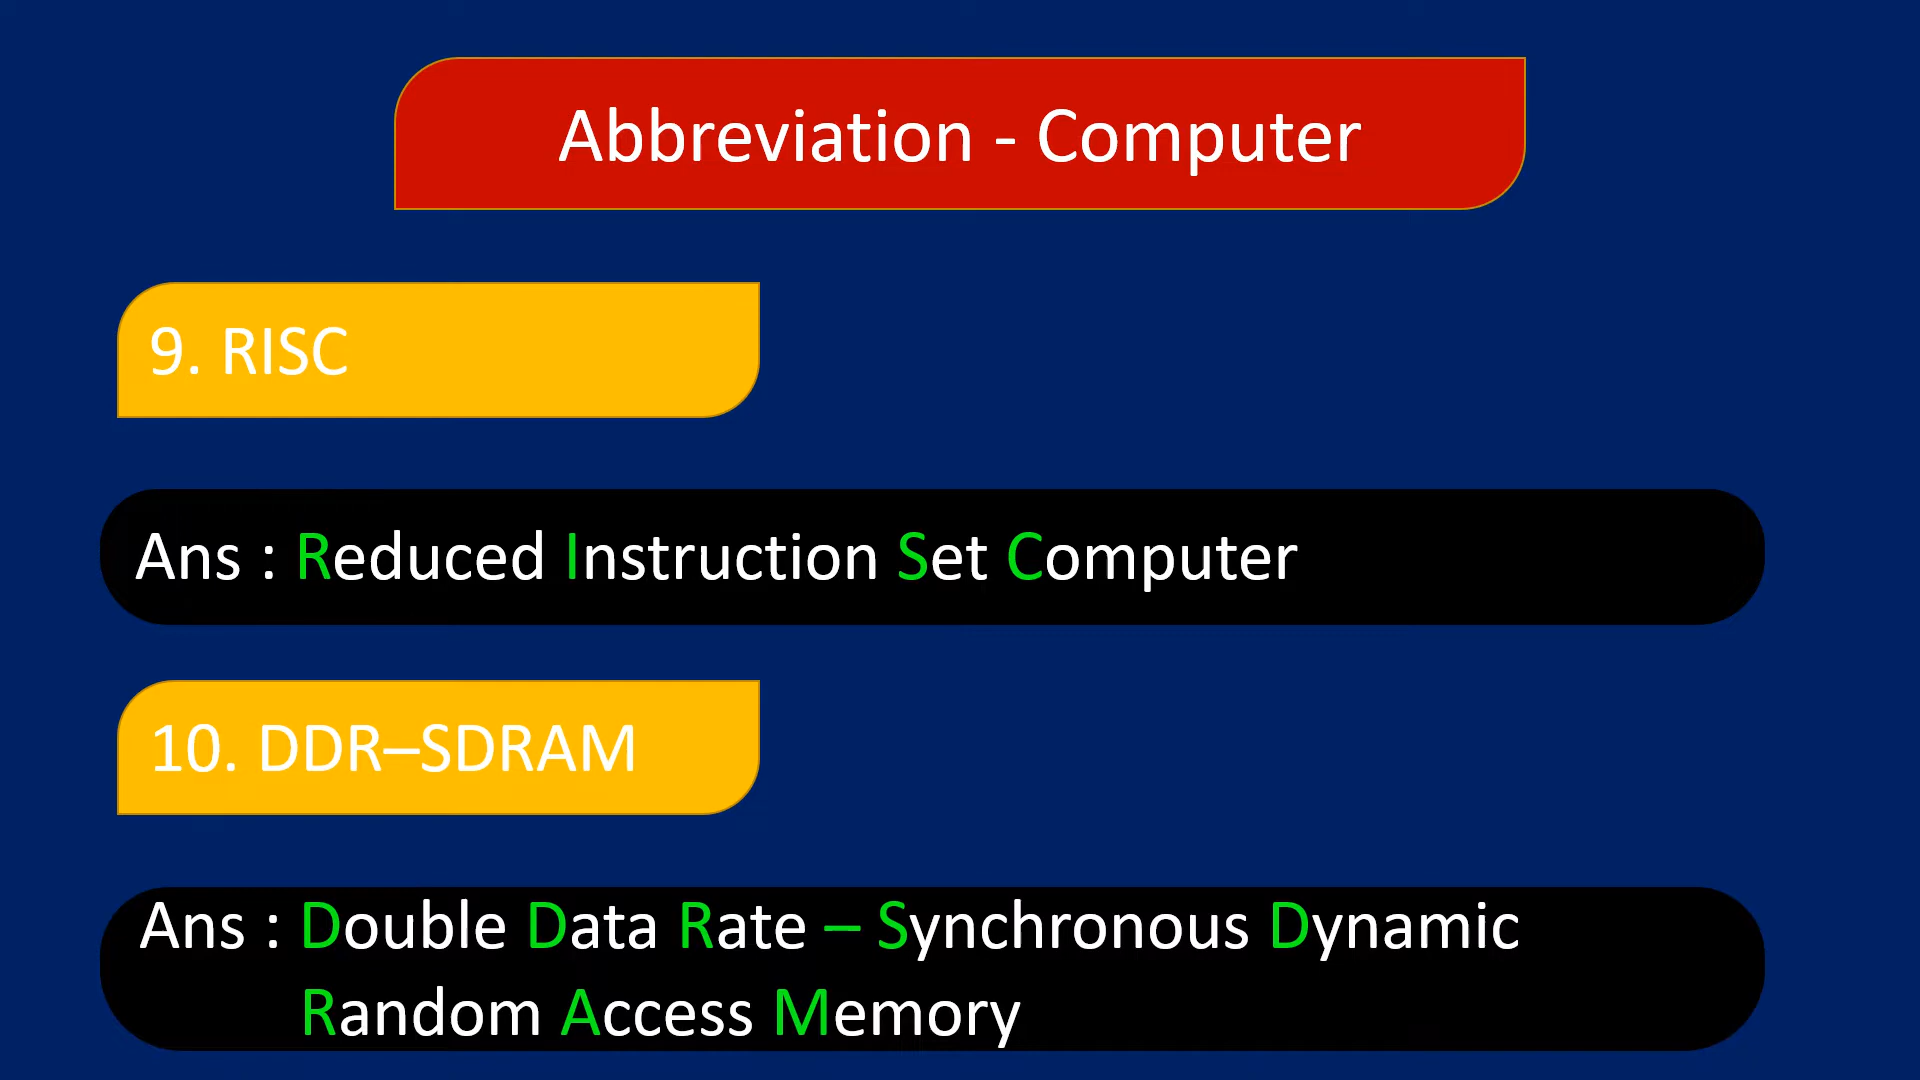 Abbreviation - Computer
9. RISC
Ans : Reduced Instruction Set Computer
10. DDR–SDRAM
Ans : Double Data Rate – Synchronous Dynamic
Random Access Memory